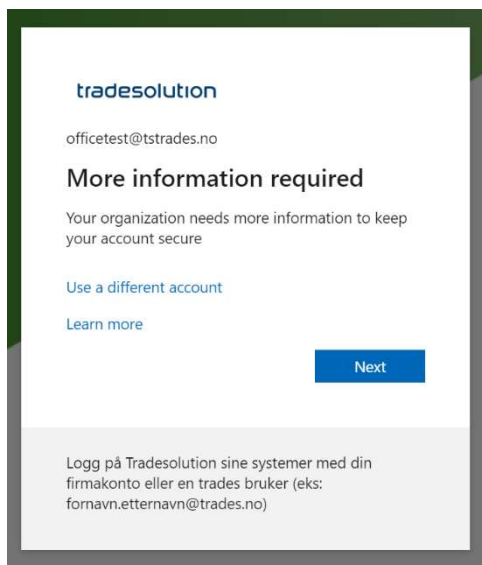 tradesolution
officetest@tstrades.no
More information required
Your organization needs more information to keep
your account secure
Use a different account
Learn more
Next
Logg på Tradesolution sine systemer med din
firmakonto eller en trades bruker (eks:
fornavn.etternavn@trades.no)